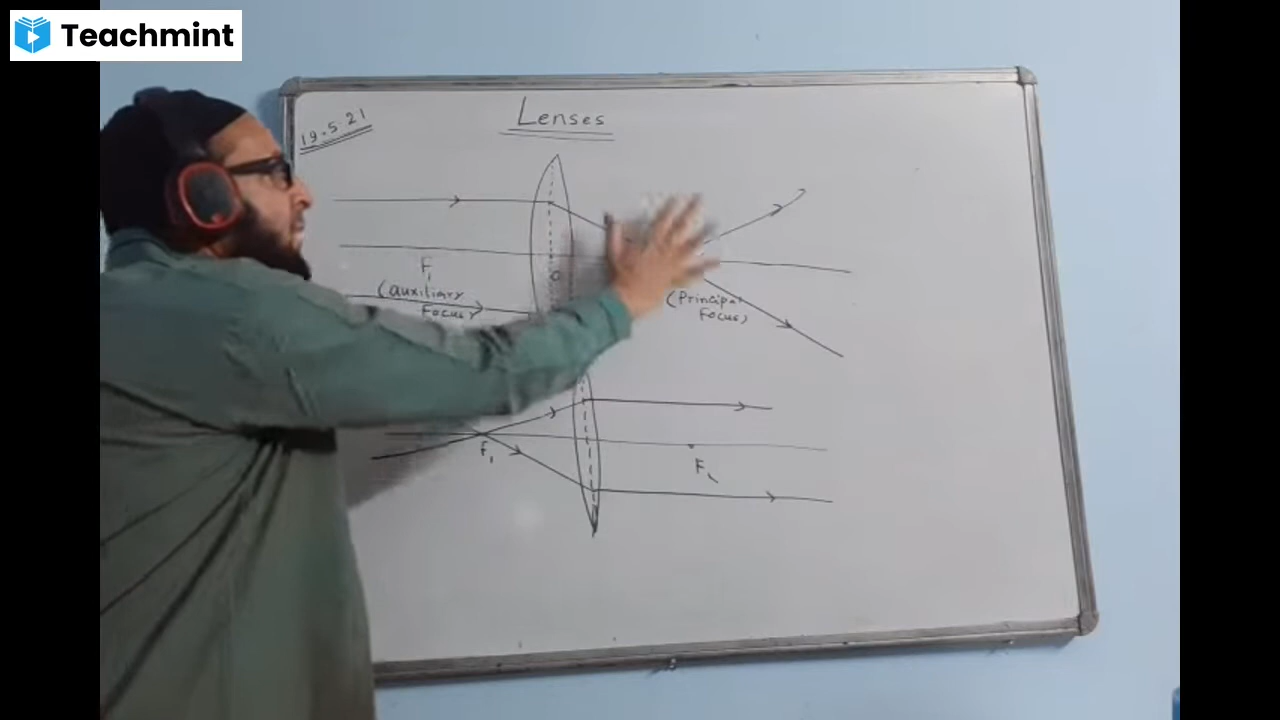 Teachmint
19.5.21
Lenses
F1
(auxiliary
Focus)
O
(Principal
Focus)
F1
F2